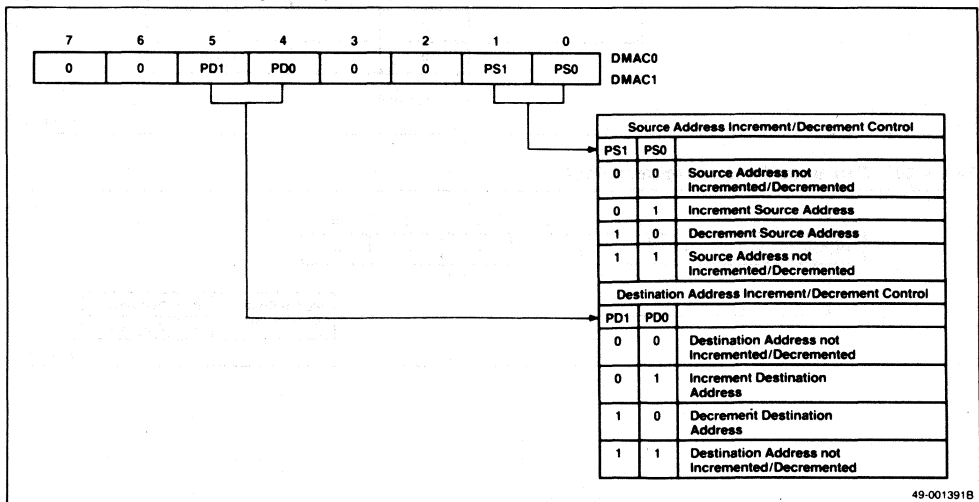 7 6 5 4 3 2 1 0
0 0 PD1 PD0 0 0 PS1 PS0
DMAC0
DMAC1
Source Address Increment/Decrement Control
PS1 PS0
0 0 Source Address not
Incremented/Decremented
0 1 Increment Source Address
1 0 Decrement Source Address
1 1 Source Address not
Incremented/Decremented
Destination Address Increment/Decrement Control
PD1 PD0
0 0 Destination Address not
Incremented/Decremented
0 1 Increment Destination
Address
1 0 Decrement Destination
Address
1 1 Destination Address not
Incremented/Decremented
49-001391B